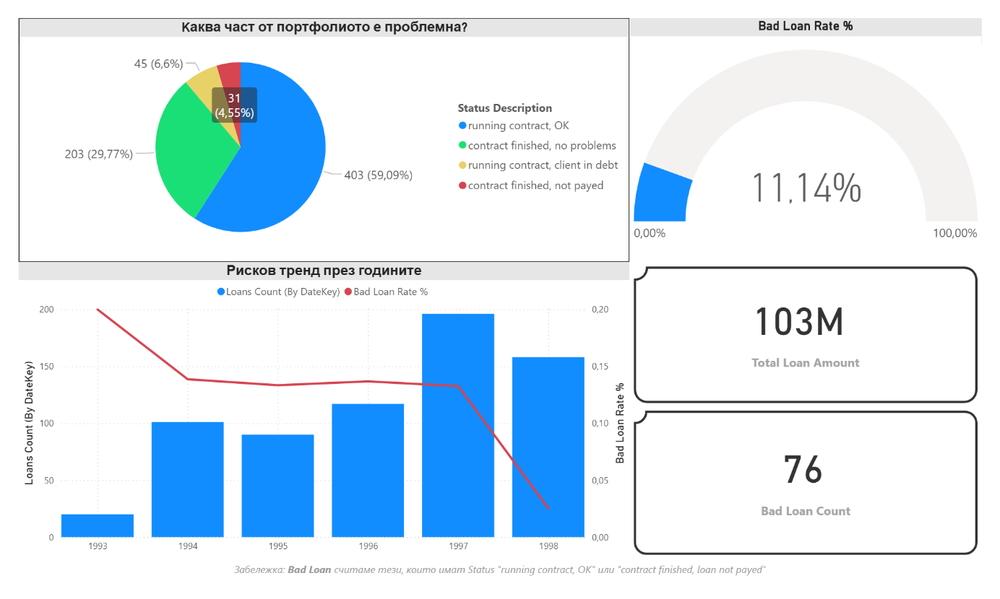 Каква част от портфолиото е проблемна?
45 (6,6%)
31
(4,55%)
203 (29,77%)
403 (59,09%)
Status Description
running contract, OK
contract finished, no problems
running contract, client in debt
contract finished, not payed
Bad Loan Rate %
11,14%
0,00%
100,00%
Рисков тренд през годините
Loans Count (By DateKey)
Bad Loan Rate %
Loans Count (By DateKey)
200
150
100
50
0
0,20
0,15
0,10
0,05
0,00
Bad Loan Rate %
1993
1994
1995
1996
1997
1998
103M
Total Loan Amount
76
Bad Loan Count
Забележка: Bad Loan считаме тези, които имат Status "running contract, OK" или "contract finished, loan not payed"